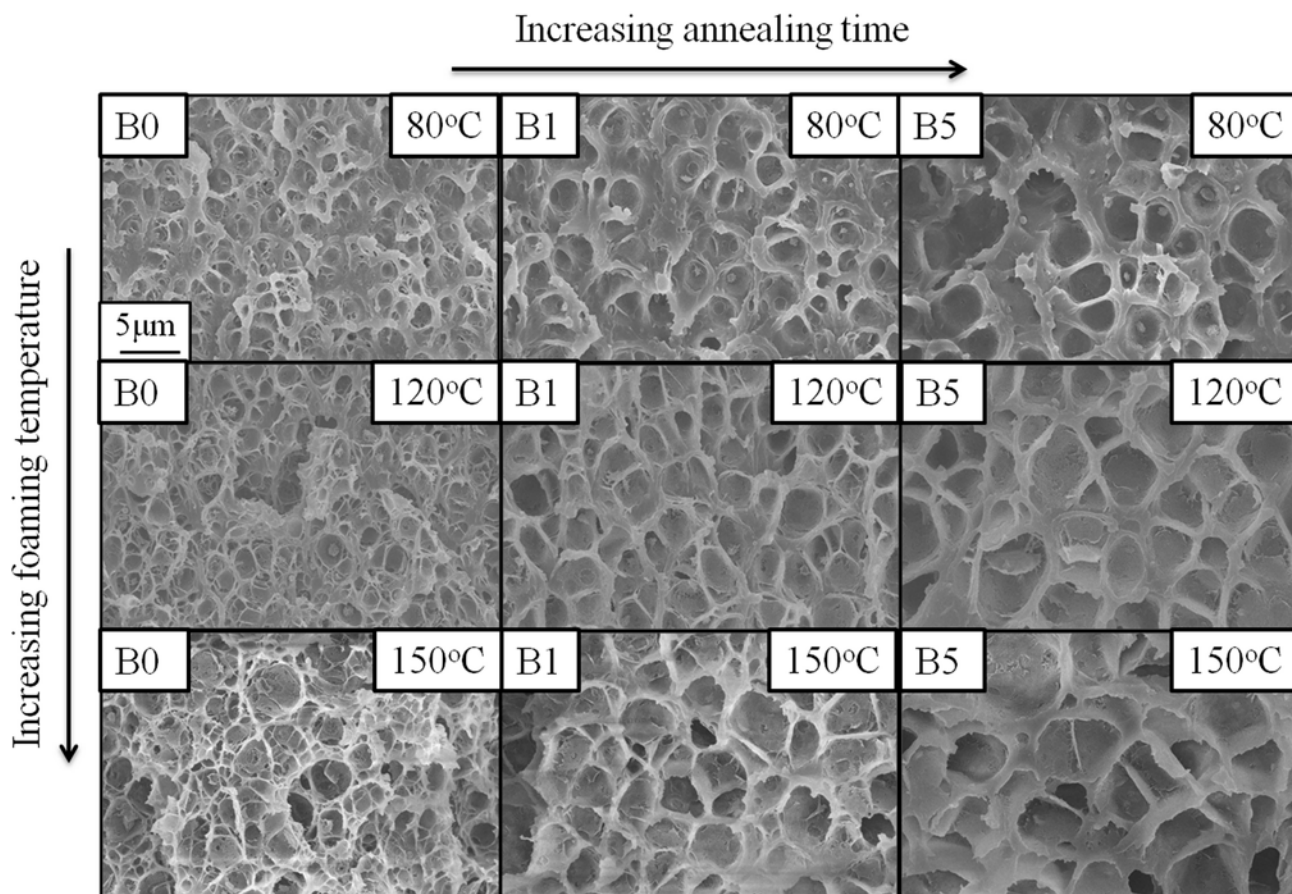 Increasing annealing time
Increasing foaming temperature
B0
80°C
B1
80°C
B5
80°C
5μm
B0
120°C
B1
120°C
B5
120°C
B0
150°C
B1
150°C
B5
150°C